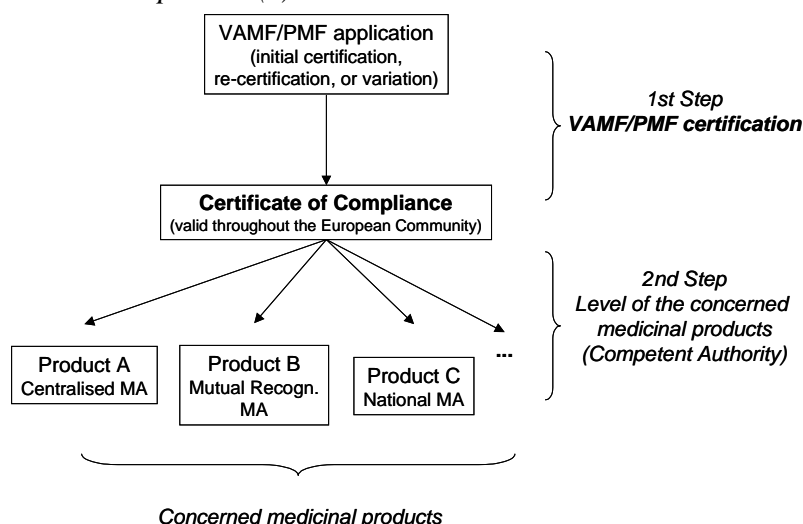 VAMF/PMF application
(initial certification,
re-certification, or variation)
1st Step
VAMF/PMF certification
Certificate of Compliance
(valid throughout the European Community)
2nd Step
Level of the concerned
medicinal products
(Competent Authority)
Product A
Centralised MA
Product B
Mutual Recogn.
MA
Product C
National MA
...
Concerned medicinal products